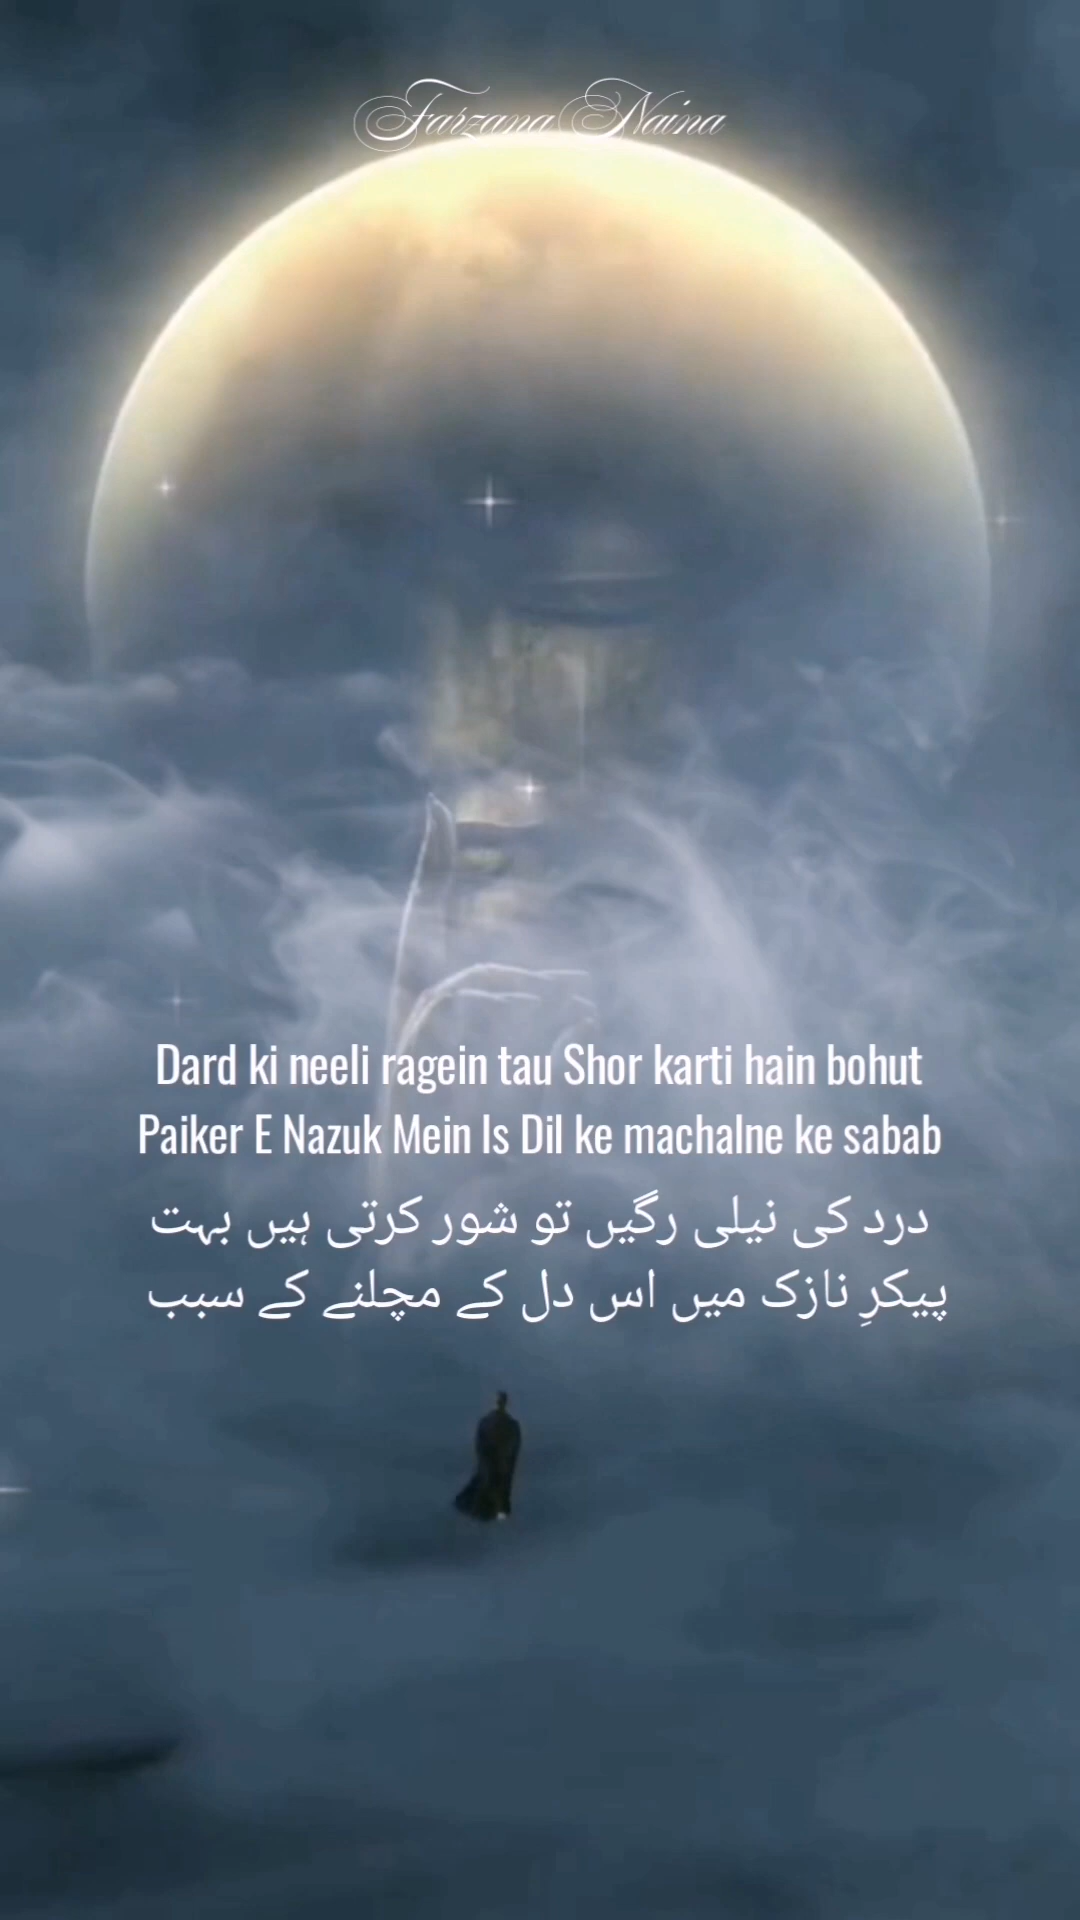 Farzana Naina
Dard ki neeli ragein tau Shor karti hain bohut
Paiker E Nazuk Mein Is Dil ke machalne ke sabab
درد کی نیلی رگیں تو شور کرتی ہیں بہت
پیکرِ نازک میں اس دل کے مچلنے کے سبب